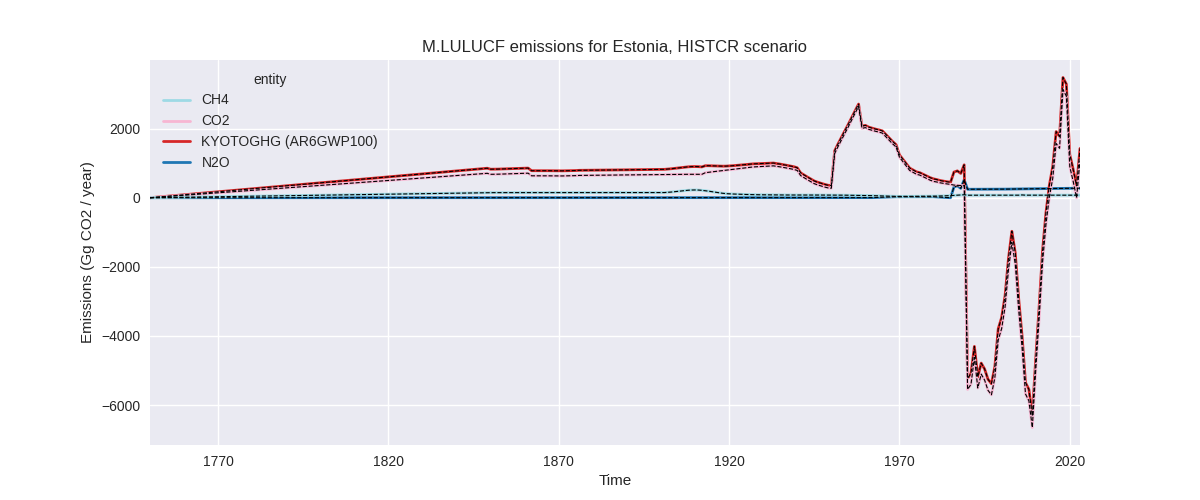 M.LULUCF emissions for Estonia, HISTCR scenario
entity
CH4
CO2
KYOTOGHG (AR6GWP100)
N2O
Emissions (Gg CO2 / year)
2000
0
−2000
−4000
−6000
1770
1820
1870
1920
1970
2020
Time